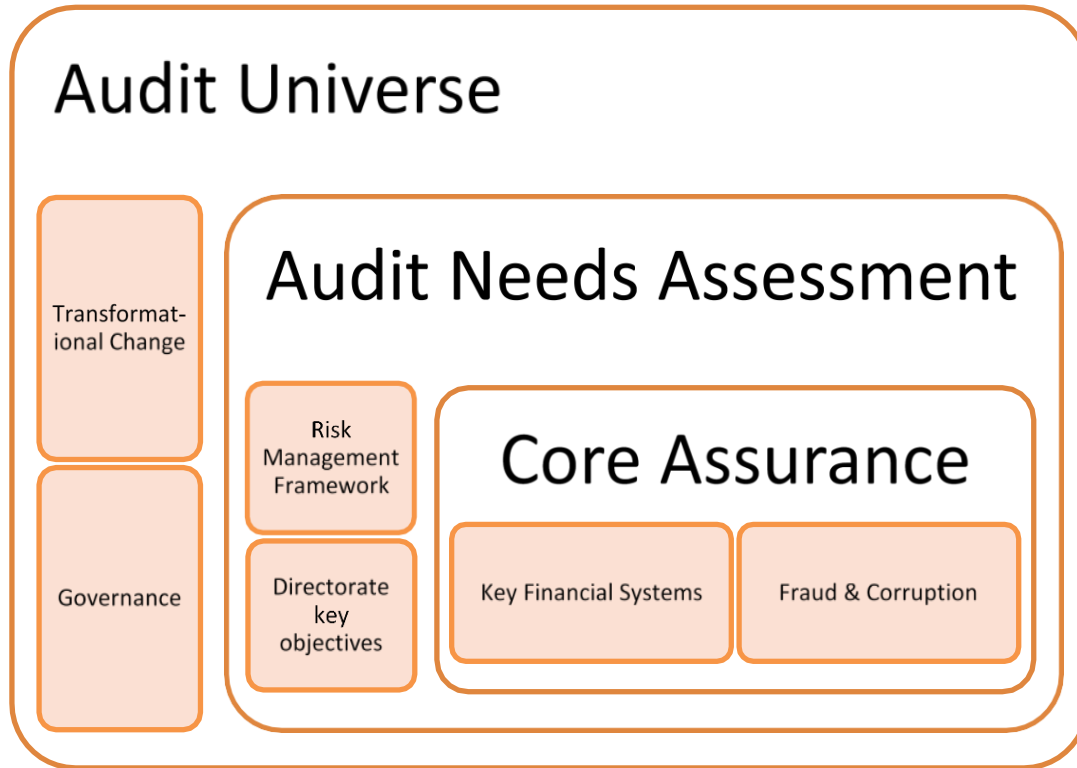 Audit Universe
Transformat-
ional Change
Governance
Audit Needs Assessment
Risk
Management
Framework
Directorate
key
objectives
Core Assurance
Key Financial Systems
Fraud & Corruption